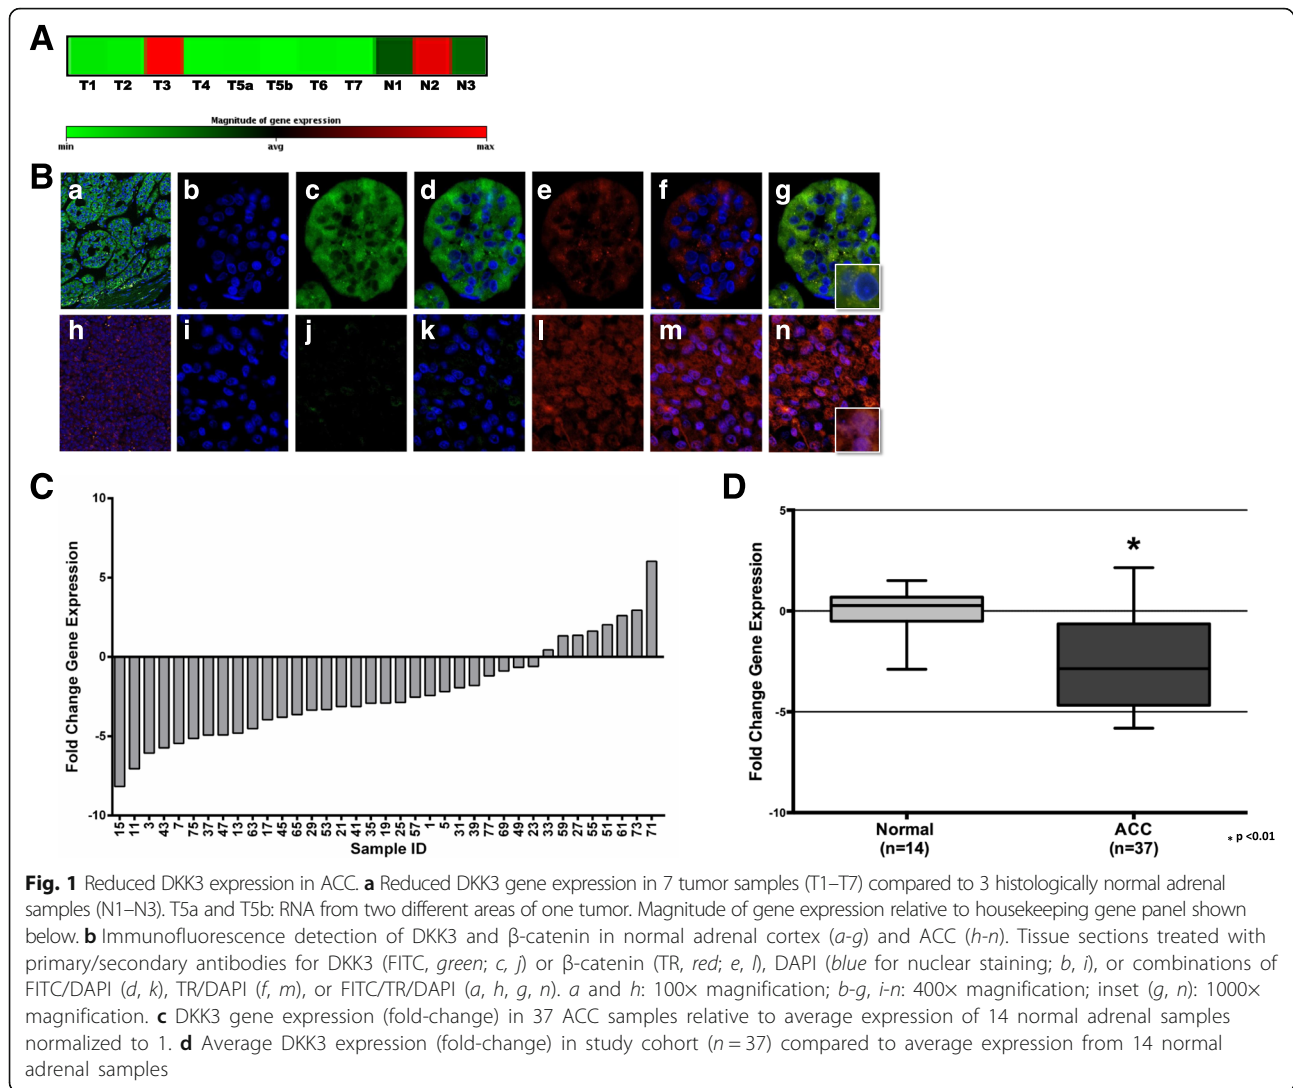 A
T1 T2 T3 T4 T5a T5b T6 T7 N1 N2 N3
Magnitude of gene expression
min avg max
B
a b c d e f g
h i j k l m n
C
10
5
0
-5
-10
Fold Change Gene Expression
15 11 3 43 7 75 37 47 13 63 17 45 65 29 53 21 41 35 19 25 57 1 5 31 39 77 69 49 23 33 59 27 55 51 61 73 71
Sample ID
D
5
0
-5
-10
Fold Change Gene Expression
*
Normal ACC
(n=14) (n=37)
* p <0.01
Fig. 1 Reduced DKK3 expression in ACC. a Reduced DKK3 gene expression in 7 tumor samples (T1–T7) compared to 3 histologically normal adrenal
samples (N1–N3). T5a and T5b: RNA from two different areas of one tumor. Magnitude of gene expression relative to housekeeping gene panel shown
below. b Immunofluorescence detection of DKK3 and β-catenin in normal adrenal cortex (a-g) and ACC (h-n). Tissue sections treated with
primary/secondary antibodies for DKK3 (FITC, green; c, j) or β-catenin (TR, red; e, l), DAPI (blue for nuclear staining; b, i), or combinations of
FITC/DAPI (d, k), TR/DAPI (f, m), or FITC/TR/DAPI (a, h, g, n). a and h: 100× magnification; b-g, i-n: 400× magnification; inset (g, n): 1000×
magnification. c DKK3 gene expression (fold-change) in 37 ACC samples relative to average expression of 14 normal adrenal samples
normalized to 1. d Average DKK3 expression (fold-change) in study cohort (n = 37) compared to average expression from 14 normal
adrenal samples